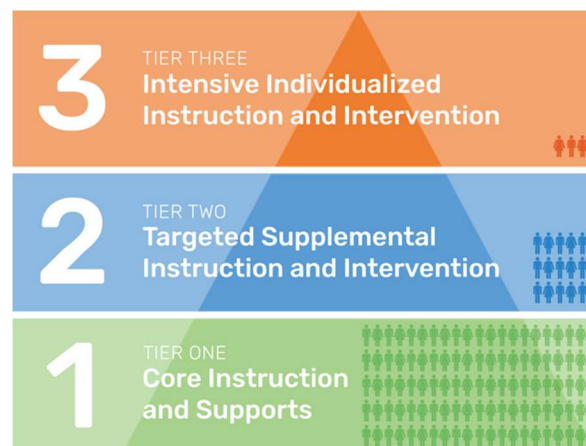 3
TIER THREE
Intensive Individualized
Instruction and Intervention
2
TIER TWO
Targeted Supplemental
Instruction and Intervention
1
TIER ONE
Core Instruction
and Supports